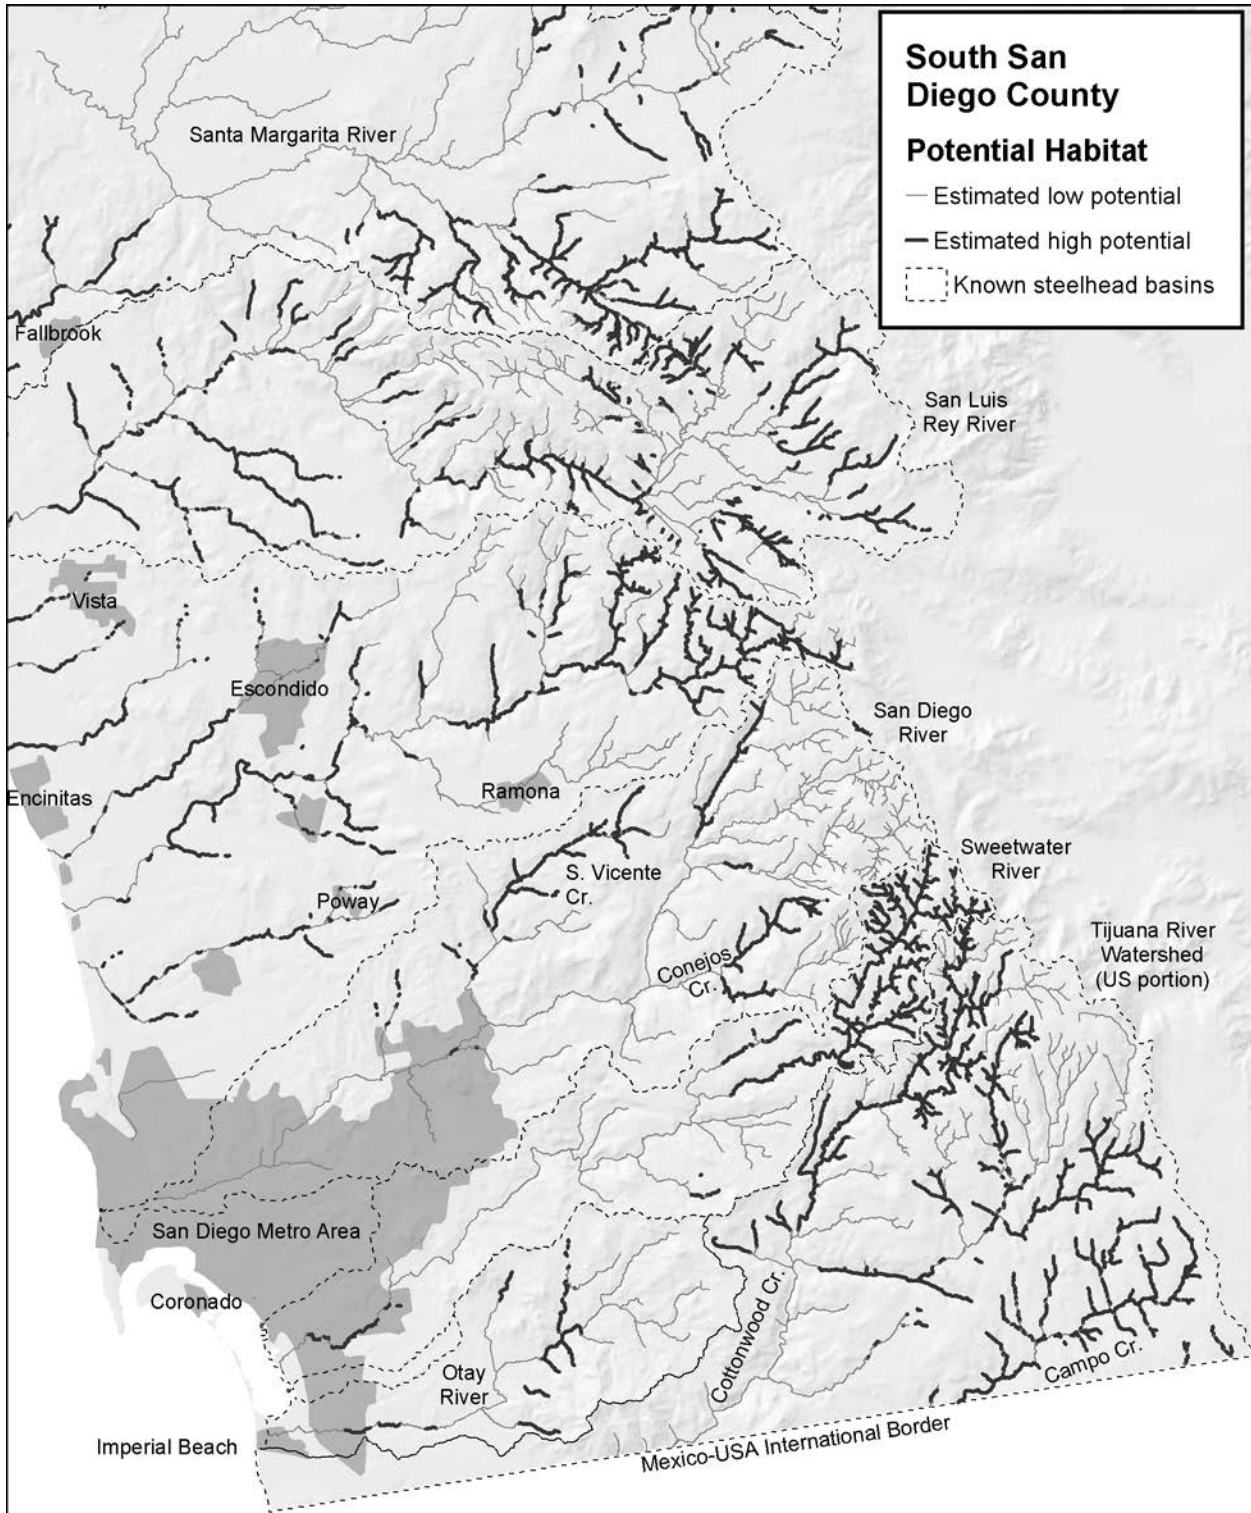 South San
Diego County
Potential Habitat
Estimated low potential
Estimated high potential
Known steelhead basins
Santa Margarita River
Fallbrook
San Luis
Rey River
Vista
Escondido
San Diego
River
Encinitas
Ramona
Sweetwater
River
S. Vicente
Cr.
Poway
Tijuana River
Watershed
(US portion)
Conejos
Cr.
San Diego Metro Area
Coronado
Cottonwood Cr.
Otay
River
Campo Cr.
Imperial Beach
Mexico-USA International Border